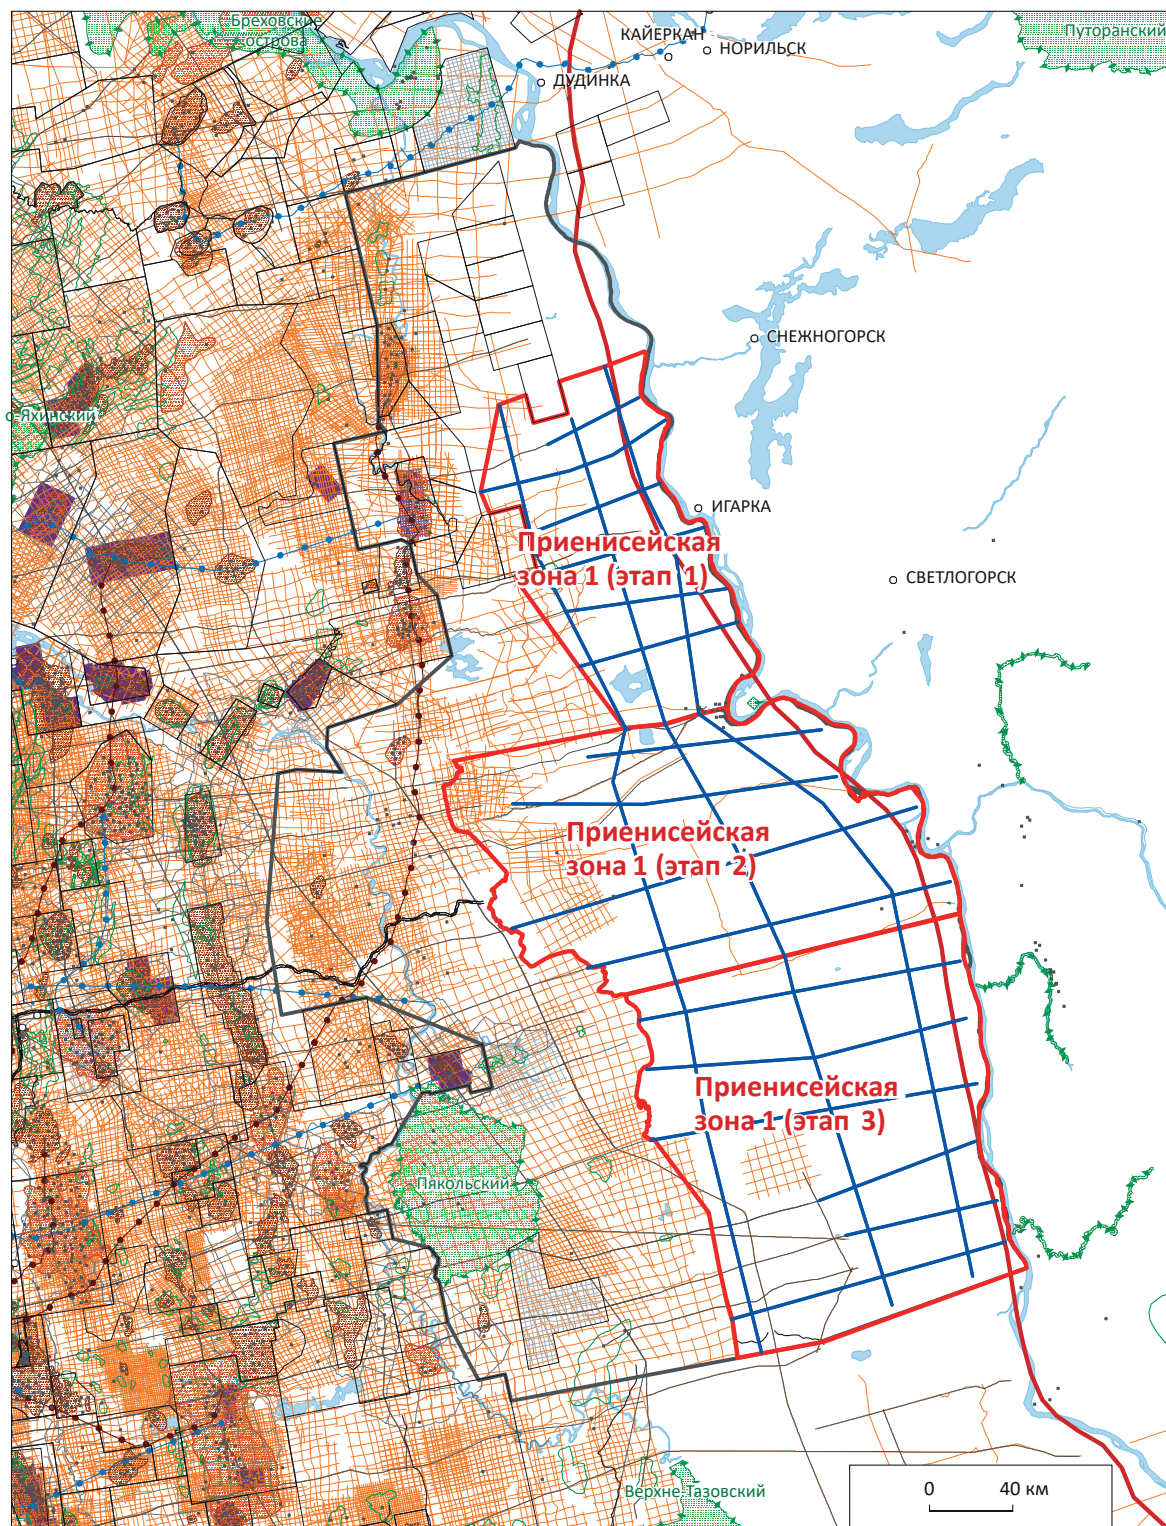 Бреховские
острова
КАЙЕРКАН
НОРИЛЬСК
Путоранский
ДУДИНКА
СНЕЖНОГОРСК
о-Яхинский
ИГАРКА
Приенисейская
зона 1 (этап 1)
СВЕТЛОГОРСК
Приенисейская
зона 1 (этап 2)
Приенисейская
зона 1 (этап 3)
Пякольский
Верхне-Тазовский
0 40 км